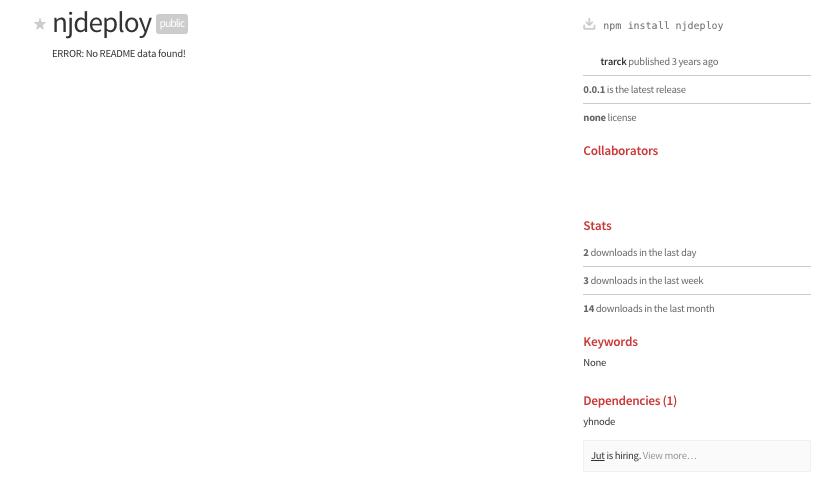 njdeploy public
ERROR: No README data found!
npm install njdeploy
trarck published 3 years ago
0.0.1 is the latest release
none license
Collaborators
Stats
2 downloads in the last day
3 downloads in the last week
14 downloads in the last month
Keywords
None
Dependencies (1)
yhnode
Jut is hiring. View more…